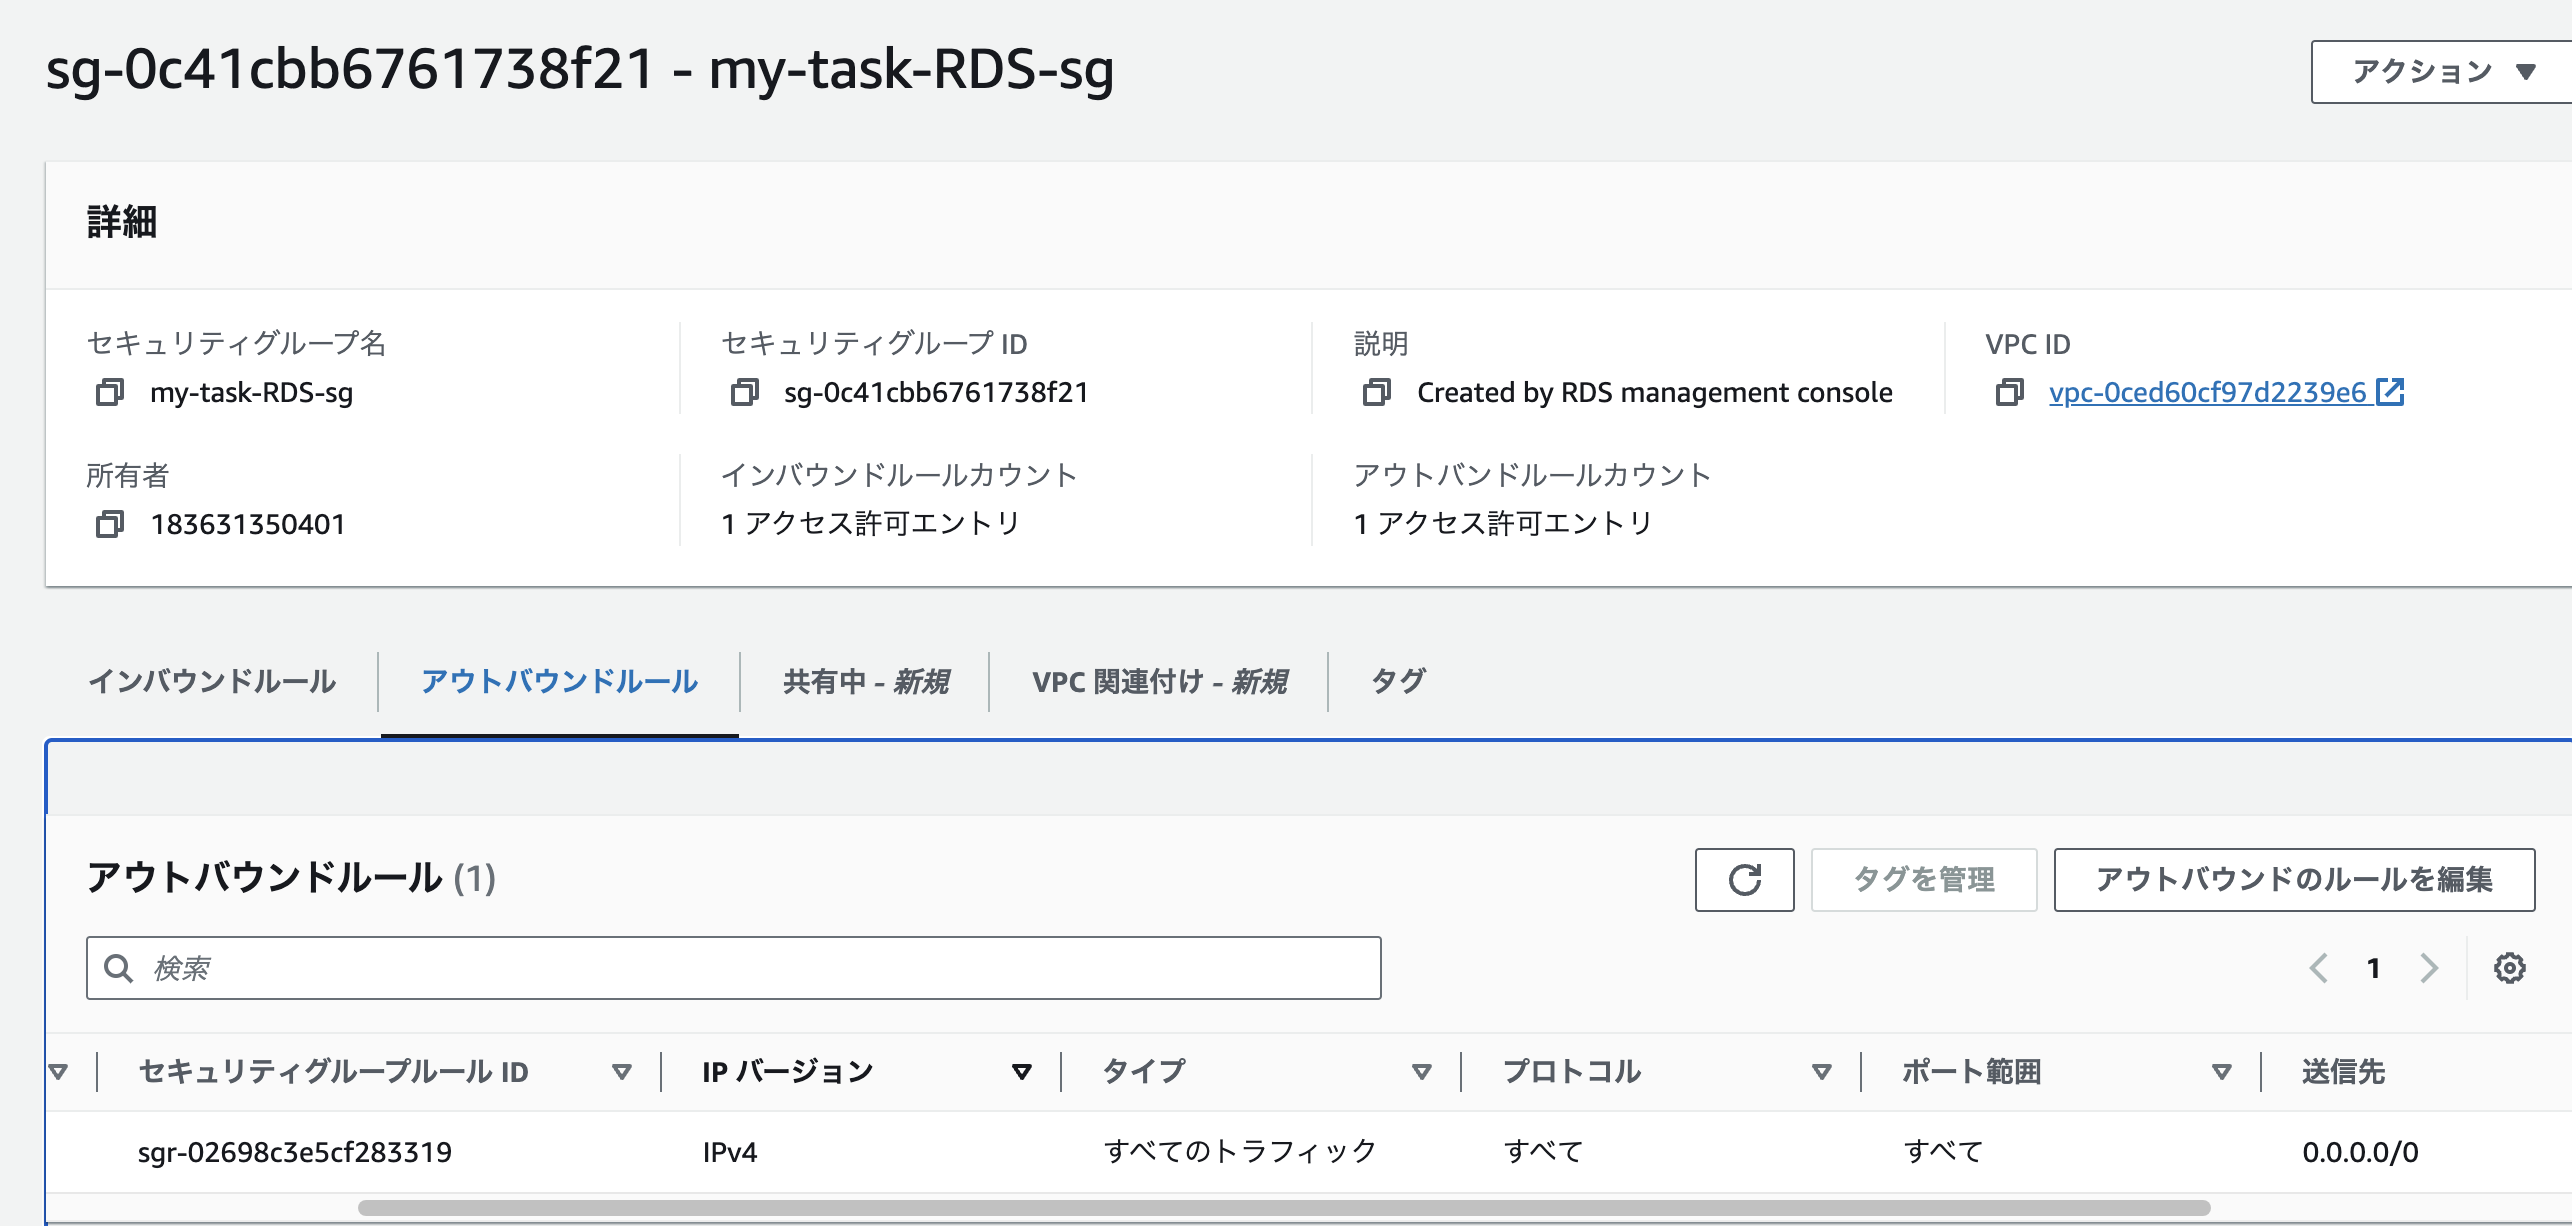 sg-0c41cbb6761738f21 - my-task-RDS-sg
アクション
詳細
セキュリティグループ名
my-task-RDS-sg
セキュリティグループ ID
sg-0c41cbb6761738f21
説明
Created by RDS management console
VPC ID
vpc-0ced60cf97d2239e6
所有者
183631350401
インバウンドルールカウント
1 アクセス許可エントリ
アウトバンドルールカウント
1 アクセス許可エントリ
インバウンドルール
アウトバウンドルール
共有中 - 新規
VPC 関連付け - 新規
タグ
アウトバウンドルール (1)
タグを管理
アウトバウンドのルールを編集
検索
1
セキュリティグループルール ID
IP バージョン
タイプ
プロトコル
ポート範囲
送信先
sgr-02698c3e5cf283319
IPv4
すべてのトラフィック
すべて
すべて
0.0.0.0/0